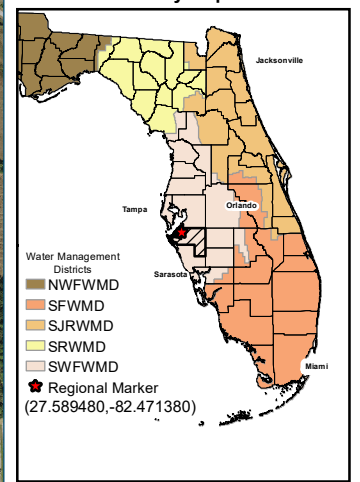 Jacksonville
Tampa
Orlando
Water Management
Districts
Sarasota
NWFWMD
SFWMD
SJRWMD
SRWMD
SWFWMD
Regional Marker
Miami
(27.589480,-82.471380)